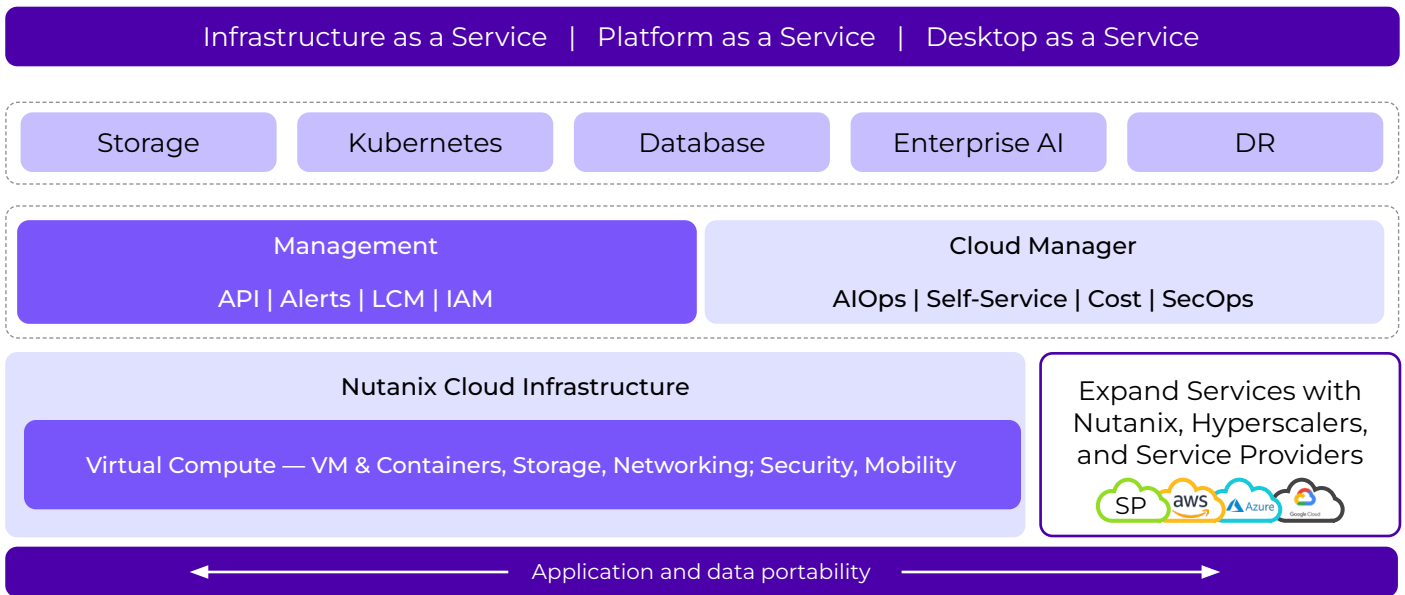 Infrastructure as a Service | Platform as a Service | Desktop as a Service
Storage
Kubernetes
Database
Enterprise AI
DR
Management
API | Alerts | LCM | IAM
Cloud Manager
AIOps | Self-Service | Cost | SecOps
Nutanix Cloud Infrastructure
Virtual Compute — VM & Containers, Storage, Networking; Security, Mobility
Expand Services with
Nutanix, Hyperscalers,
and Service Providers
SP
aws
Azure
Google Cloud
Application and data portability